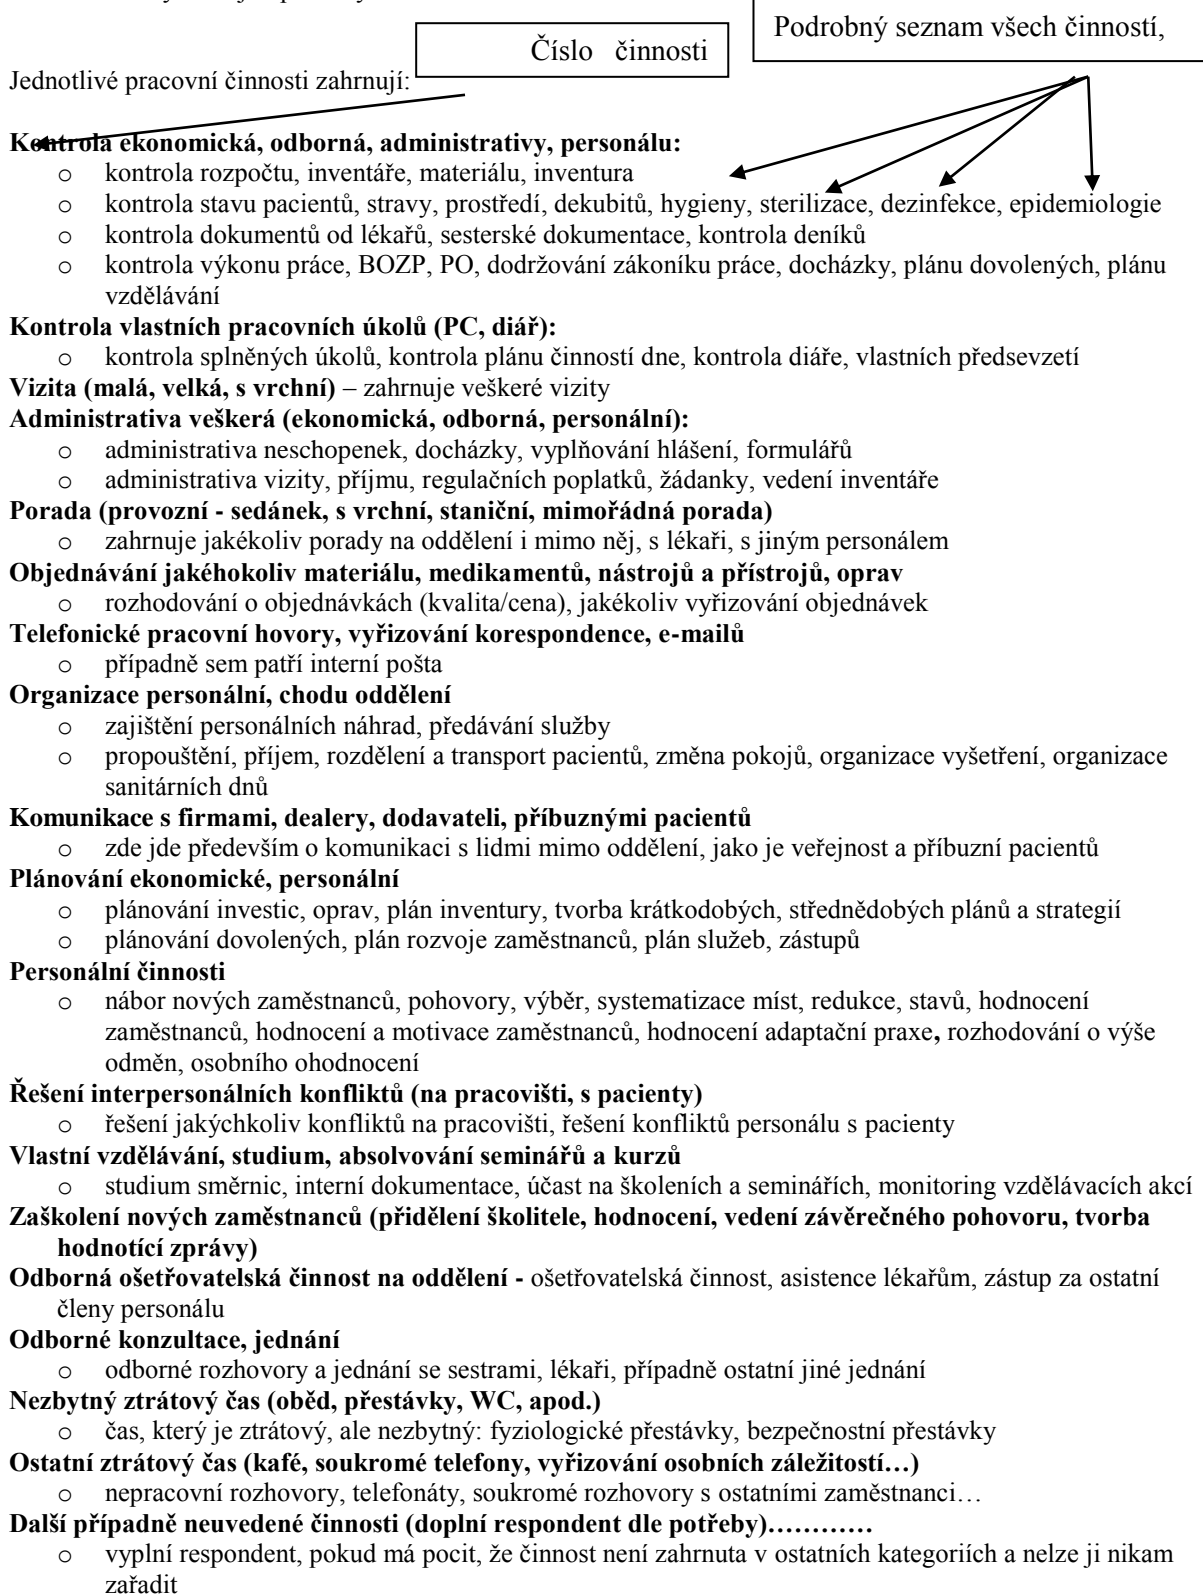 Podrobný seznam všech činností,
Číslo činnosti
Jednotlivé pracovní činnosti zahrnují:
Kontrola ekonomická, odborná, administrativy, personálu:
o kontrola rozpočtu, inventáře, materiálu, inventura
o kontrola stavu pacientů, stravy, prostředí, dekubitů, hygieny, sterilizace, dezinfekce, epidemiologie
o kontrola dokumentů od lékařů, sesterské dokumentace, kontrola deníků
o kontrola výkonu práce, BOZP, PO, dodržování zákoníku práce, docházky, plánu dovolených, plánu
vzdělávání
Kontrola vlastních pracovních úkolů (PC, diář):
o kontrola splněných úkolů, kontrola plánu činností dne, kontrola diáře, vlastních předsevzetí
Vizita (malá, velká, s vrchní) – zahrnuje veškeré vizity
Administrativa veškerá (ekonomická, odborná, personální):
o administrativa neschopenek, docházky, vyplňování hlášení, formulářů
o administrativa vizity, příjmu, regulačních poplatků, žádanky, vedení inventáře
Porada (provozní - sedánek, s vrchní, staniční, mimořádná porada)
o zahrnuje jakékoliv porady na oddělení i mimo něj, s lékaři, s jiným personálem
Objednávání jakéhokoliv materiálu, medikamentů, nástrojů a přístrojů, oprav
o rozhodování o objednávkách (kvalita/cena), jakékoliv vyřizování objednávek
Telefonické pracovní hovory, vyřizování korespondence, e-mailů
o případně sem patří interní pošta
Organizace personální, chodu oddělení
o zajištění personálních náhrad, předávání služby
o propouštění, příjem, rozdělení a transport pacientů, změna pokojů, organizace vyšetření, organizace
sanitárních dnů
Komunikace s firmami, dealery, dodavateli, příbuznými pacientů
o zde jde především o komunikaci s lidmi mimo oddělení, jako je veřejnost a příbuzní pacientů
Plánování ekonomické, personální
o plánování investic, oprav, plán inventury, tvorba krátkodobých, střednědobých plánů a strategií
o plánování dovolených, plán rozvoje zaměstnanců, plán služeb, zástupů
Personální činnosti
o nábor nových zaměstnanců, pohovory, výběr, systematizace míst, redukce, stavů, hodnocení
zaměstnanců, hodnocení a motivace zaměstnanců, hodnocení adaptační praxe, rozhodování o výše
odměn, osobního ohodnocení
Řešení interpersonálních konfliktů (na pracovišti, s pacienty)
o řešení jakýchkoliv konfliktů na pracovišti, řešení konfliktů personálu s pacienty
Vlastní vzdělávání, studium, absolvování seminářů a kurzů
o studium směrnic, interní dokumentace, účast na školeních a seminářích, monitoring vzdělávacích akcí
Zaškolení nových zaměstnanců (přidělení školitele, hodnocení, vedení závěrečného pohovoru, tvorba
hodnotící zprávy)
Odborná ošetřovatelská činnost na oddělení - ošetřovatelská činnost, asistence lékařům, zástup za ostatní
členy personálu
Odborné konzultace, jednání
o odborné rozhovory a jednání se sestrami, lékaři, případně ostatní jiné jednání
Nezbytný ztrátový čas (oběd, přestávky, WC, apod.)
o čas, který je ztrátový, ale nezbytný: fyziologické přestávky, bezpečnostní přestávky
Ostatní ztrátový čas (kafé, soukromé telefony, vyřizování osobních záležitostí…)
o nepracovní rozhovory, telefonáty, soukromé rozhovory s ostatními zaměstnanci…
Další případně neuvedené činnosti (doplní respondent dle potřeby)…………
o vyplní respondent, pokud má pocit, že činnost není zahrnuta v ostatních kategoriích a nelze ji nikam
zařadit